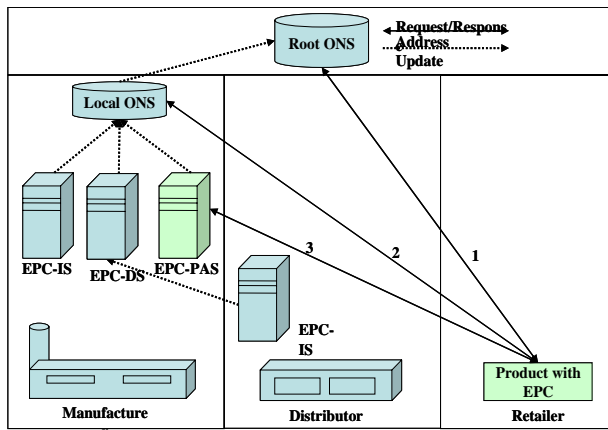 Root ONS
Request/Respons
e
Address
Update
Local ONS
EPC-IS
EPC-DS
EPC-PAS
3
2
1
EPC-
IS
Product with
EPC
Manufacture
Distributor
Retailer